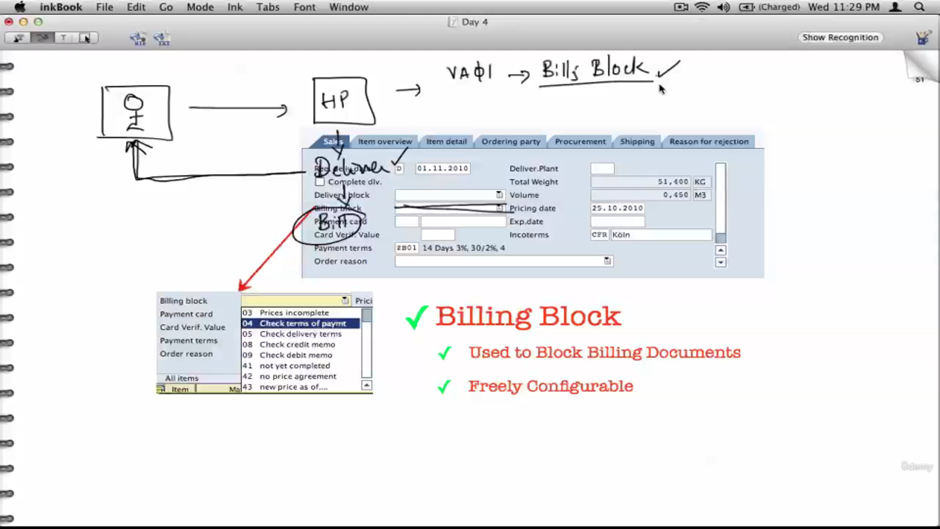 inkBook File Edit Go Mode Ink Tabs Font Window (Charged) Mon 11:29 PM
Day 4
T Show Recognition
51
VAØ1 → Bills Block ✓
HP
Sales Item overview Item detail Ordering party Procurement Shipping Reason for rejection
Deliver ✓ D 01.11.2010 Deliver.Plant
Complete dlv. Total Weight 51,400 KG
Delivery block Volume 0,450 M3
Billing block Pricing date 25.10.2010
Payment card Exp.date
Bill
Card Verif. Value Incoterms CFR Köln
Payment terms ZB01 14 Days 3%, 30/2%, 4
Order reason
Billing block Prici
Payment card 03 Prices incomplete
Card Verif. Value 04 Check terms of paymt
Payment terms 05 Check delivery terms
Order reason 08 Check credit memo
09 Check debit memo
41 not yet completed
All items 42 no price agreement
Item Ma 43 new price as of....
✓ Billing Block
✓ Used to Block Billing Documents
✓ Freely Configurable
Udemy